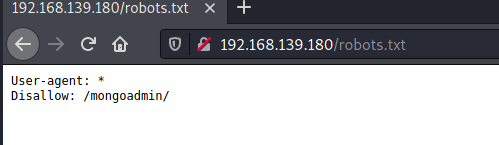 192.168.139.180/robots.txt
192.168.139.180/robots.txt
User-agent: *
Disallow: /mongoadmin/